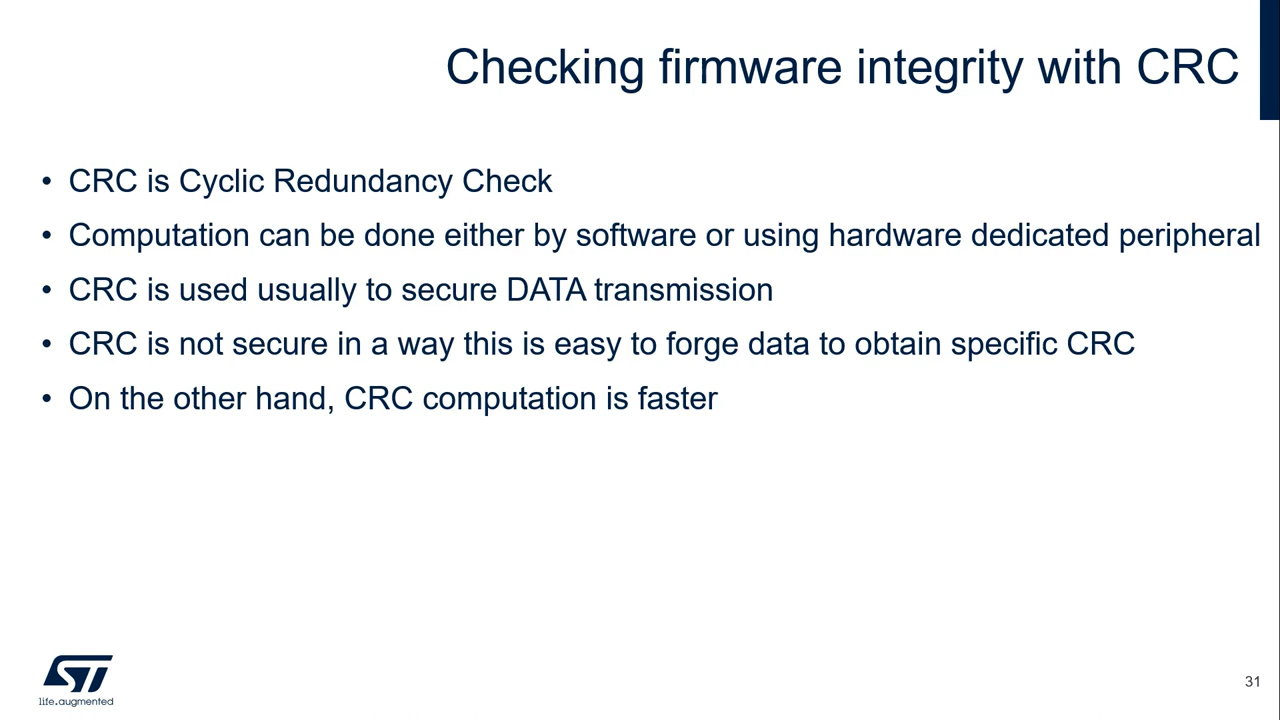 Checking firmware integrity with CRC
• CRC is Cyclic Redundancy Check
• Computation can be done either by software or using hardware dedicated peripheral
• CRC is used usually to secure DATA transmission
• CRC is not secure in a way this is easy to forge data to obtain specific CRC
• On the other hand, CRC computation is faster
ST
life.augmented
31